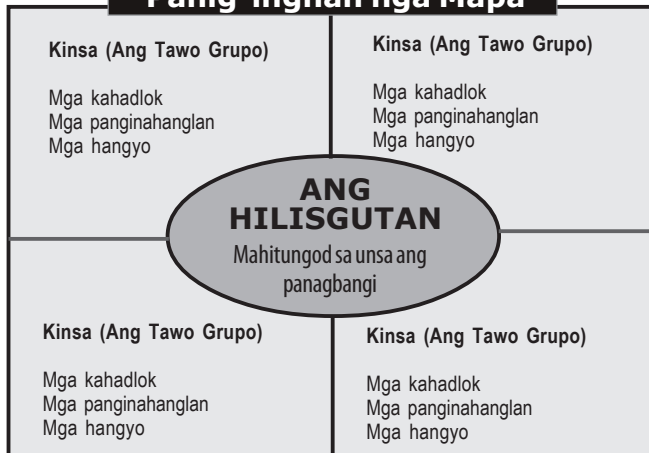 Panig-ingnan nga Mapa
Kinsa (Ang Tawo Grupo)
Mga kahadlok
Mga panginahanglan
Mga hangyo
Kinsa (Ang Tawo Grupo)
Mga kahadlok
Mga panginahanglan
Mga hangyo
ANG
HILISGUTAN
Mahitungod sa unsa ang
panagbangi
Kinsa (Ang Tawo Grupo)
Mga kahadlok
Mga panginahanglan
Mga hangyo
Kinsa (Ang Tawo Grupo)
Mga kahadlok
Mga panginahanglan
Mga hangyo